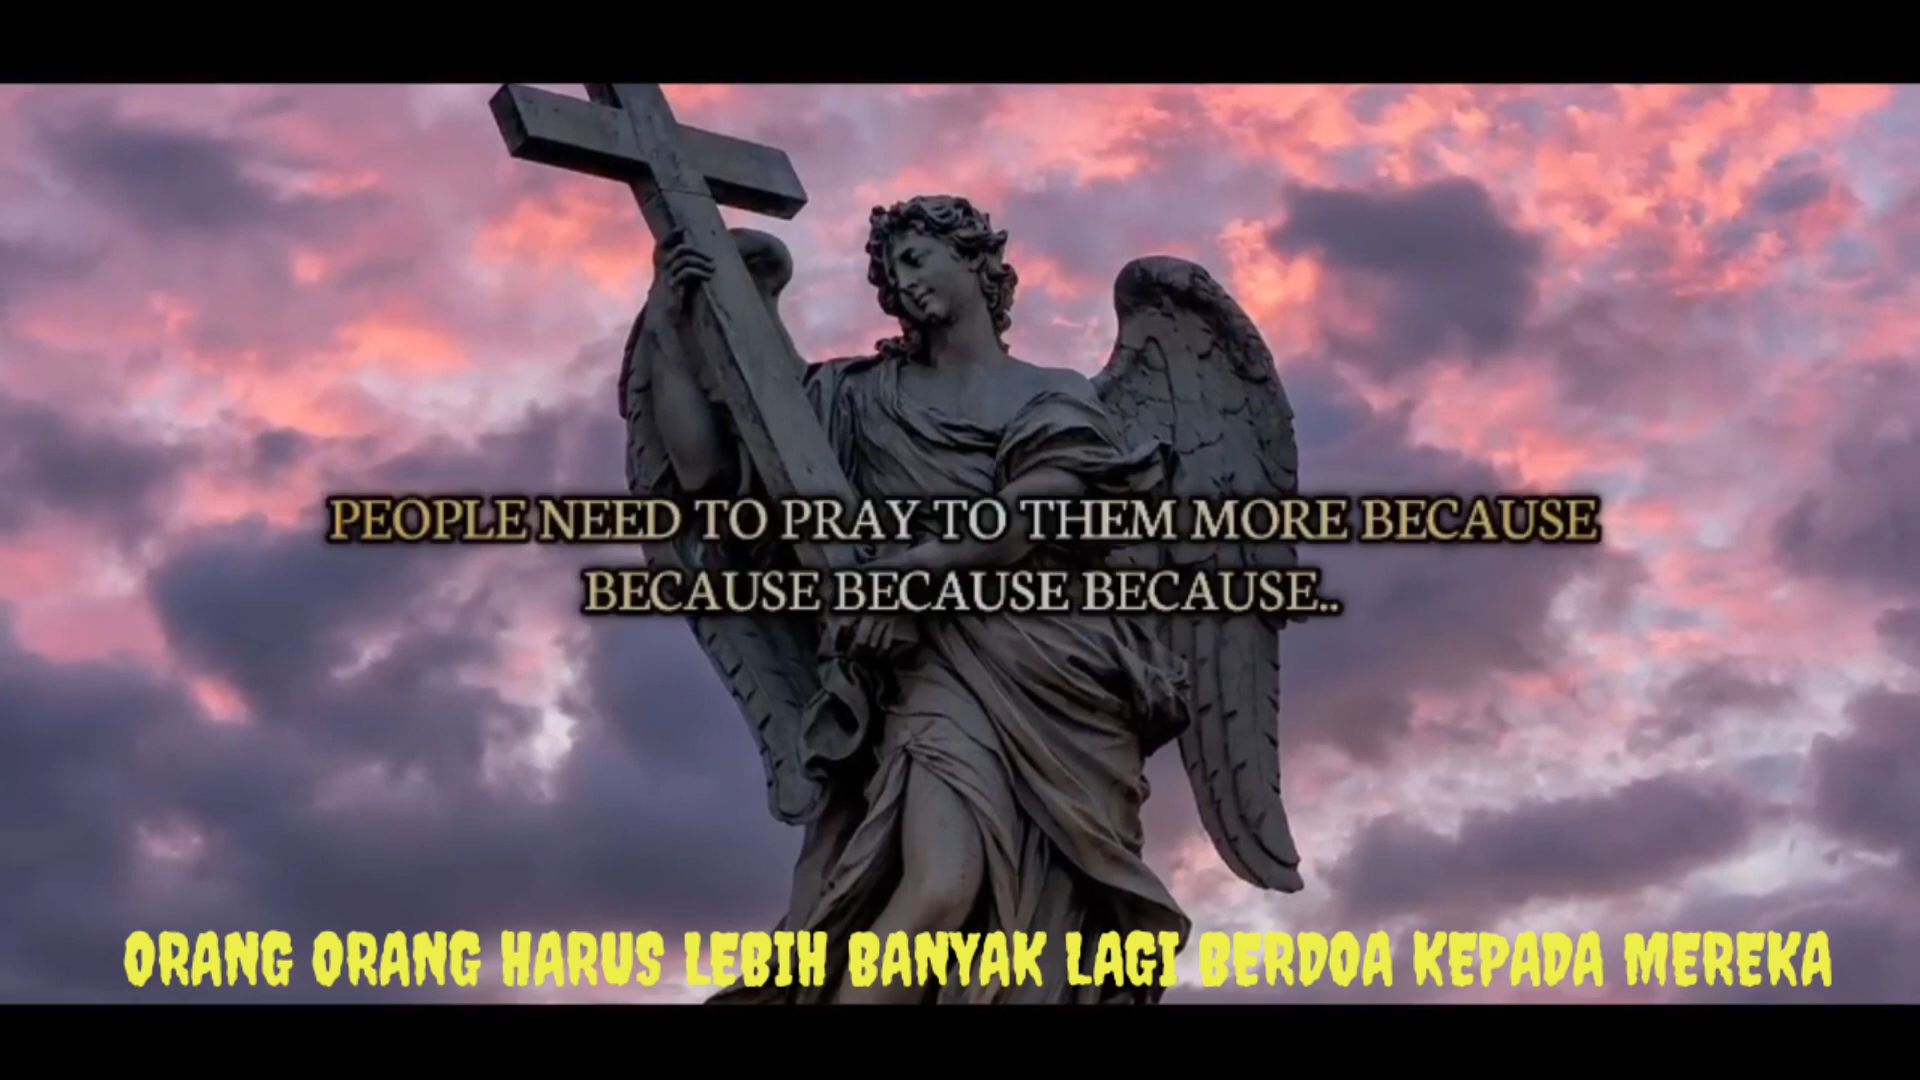 PEOPLE NEED TO PRAY TO THEM MORE BECAUSE
BECAUSE BECAUSE BECAUSE..
ORANG ORANG HARUS LEBIH BANYAK LAGI BERDOA KEPADA MEREKA